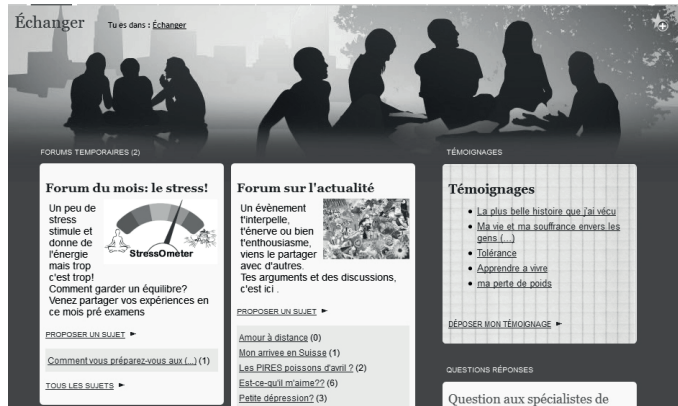 Échanger
Tu es dans : Échanger
FORUMS TEMPORAIRES (2)
Forum du mois: le stress!
Un peu de
stress
stimule et
donne de
l'énergie
mais trop
c'est trop!
StressOmeter
Comment garder un équilibre?
Venez partager vos expériences en
ce mois pré examens
PROPOSER UN SUJET ►
Comment vous préparez-vous aux (...) (1)
TOUS LES SUJETS ►
Forum sur l'actualité
Un évènement
t'interpelle,
t'énerve ou bien
t'enthousiasme,
viens le partager
avec d'autres.
Tes arguments et des discussions,
c'est ici .
PROPOSER UN SUJET ►
Amour à distance (0)
Mon arrivee en Suisse (1)
Les PIRES poissons d'avril ? (2)
Est-ce-qu'il m'aime?? (6)
Petite dépression? (3)
TÉMOIGNAGES
Témoignages
• La plus belle histoire que j'ai vécu
• Ma vie et ma souffrance envers les
gens (...)
• Tolérance
• Apprendre a vivre
• ma perte de poids
DÉPOSER MON TÉMOIGNAGE ►
QUESTIONS RÉPONSES
Question aux spécialistes de